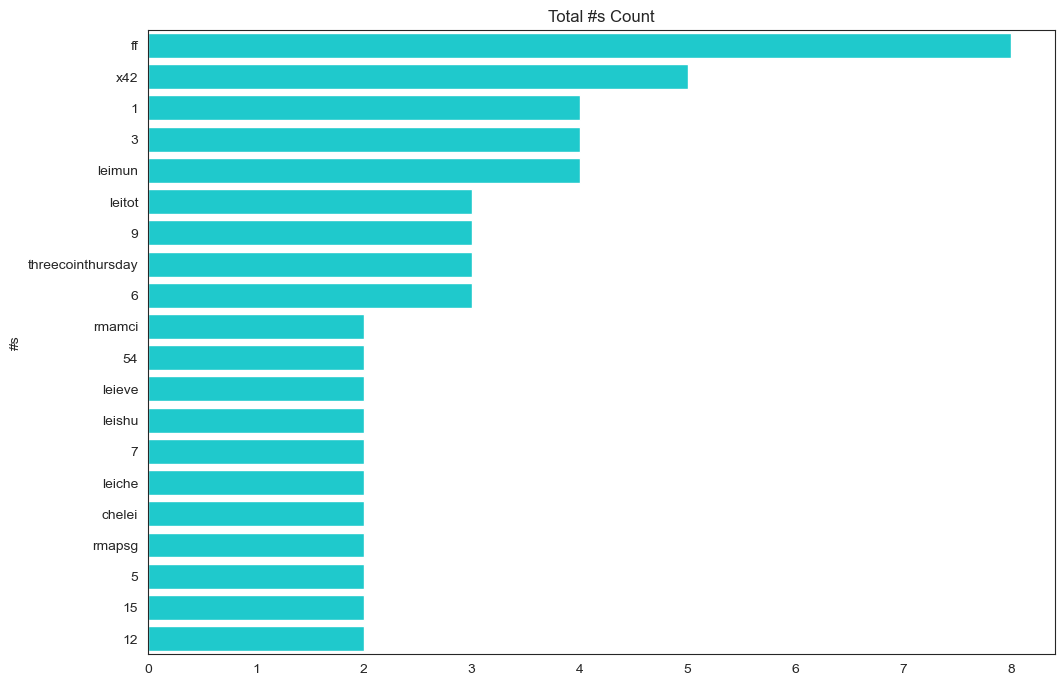 Total #s Count
ff
x42
1
3
leimun
leitot
9
threecointhursday
6
rmamci
54
leieve
leishu
7
leiche
chelei
rmapsg
5
15
12
#s
0 1 2 3 4 5 6 7 8